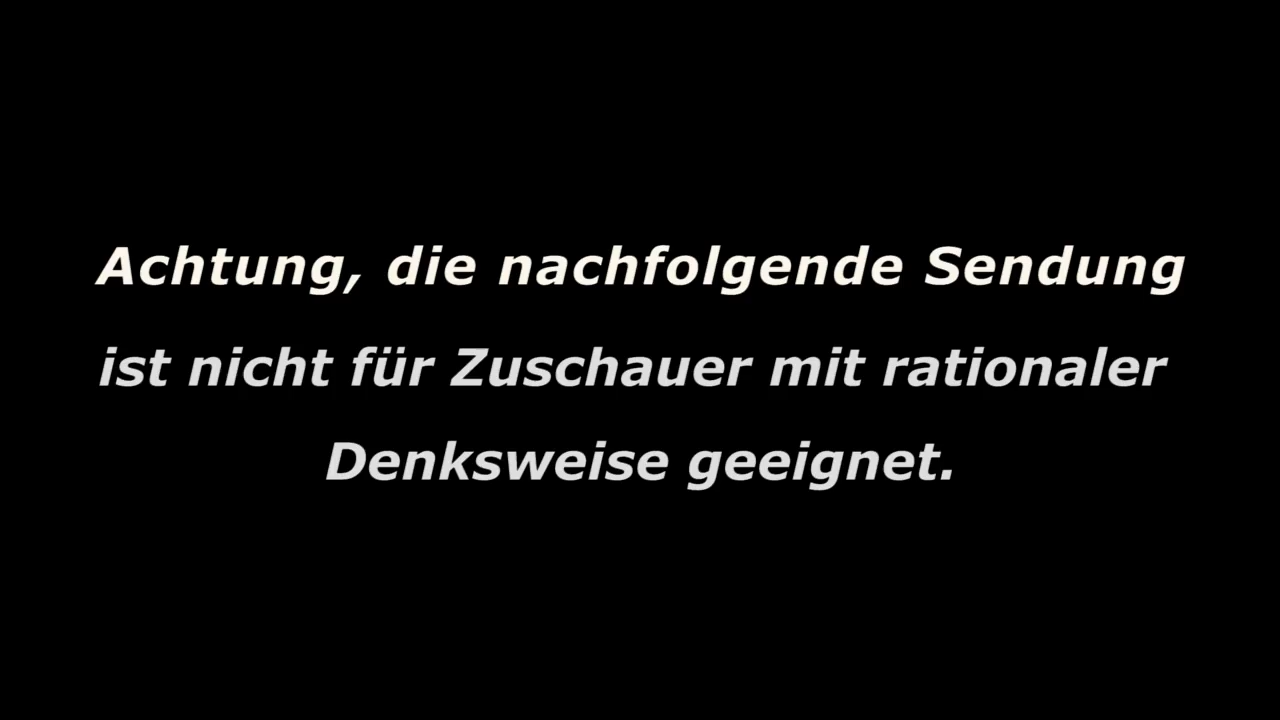 Achtung, die nachfolgende Sendung
ist nicht für Zuschauer mit rationaler
Denksweise geeignet.